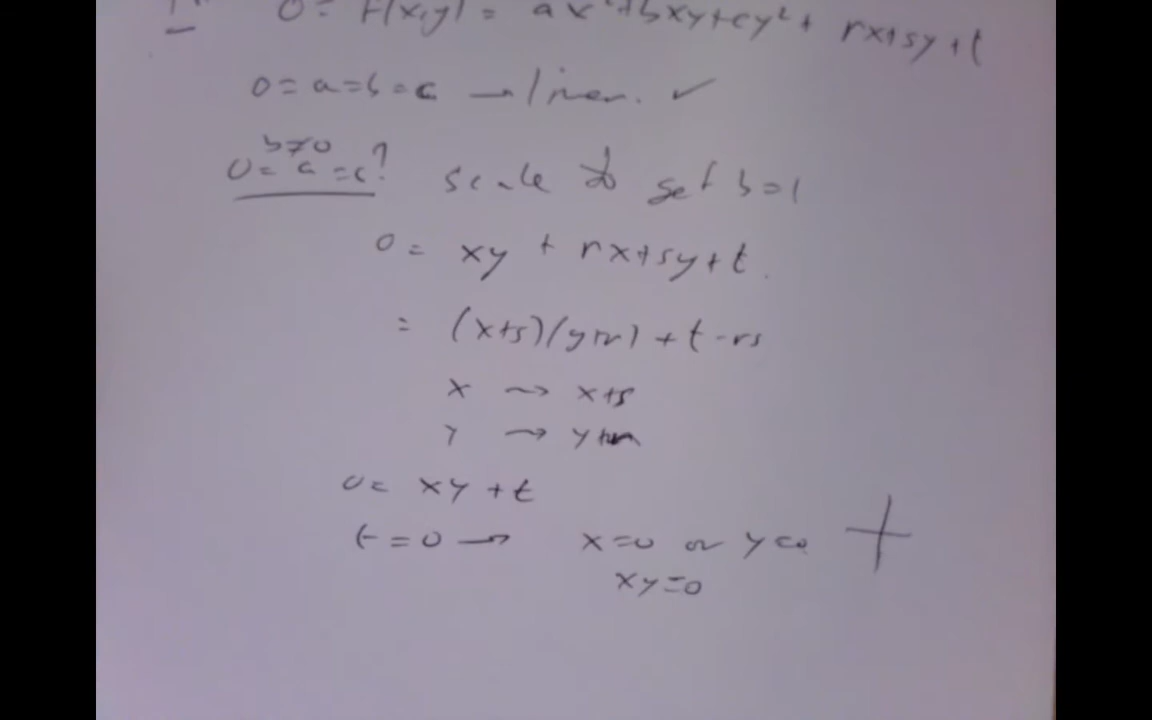 0 = F(x,y) = ax²+bxy+cy²+ rx+sy+t
0=a=b=c → linear. ✓
b≠0
0= a =c? scale to set b=1
0 = xy + rx+sy+t.
= (x+s)(y+r) + t-rs
x → x+s
y → y+r
0= xy +t
t=0 → x=0 or y=0
xy=0